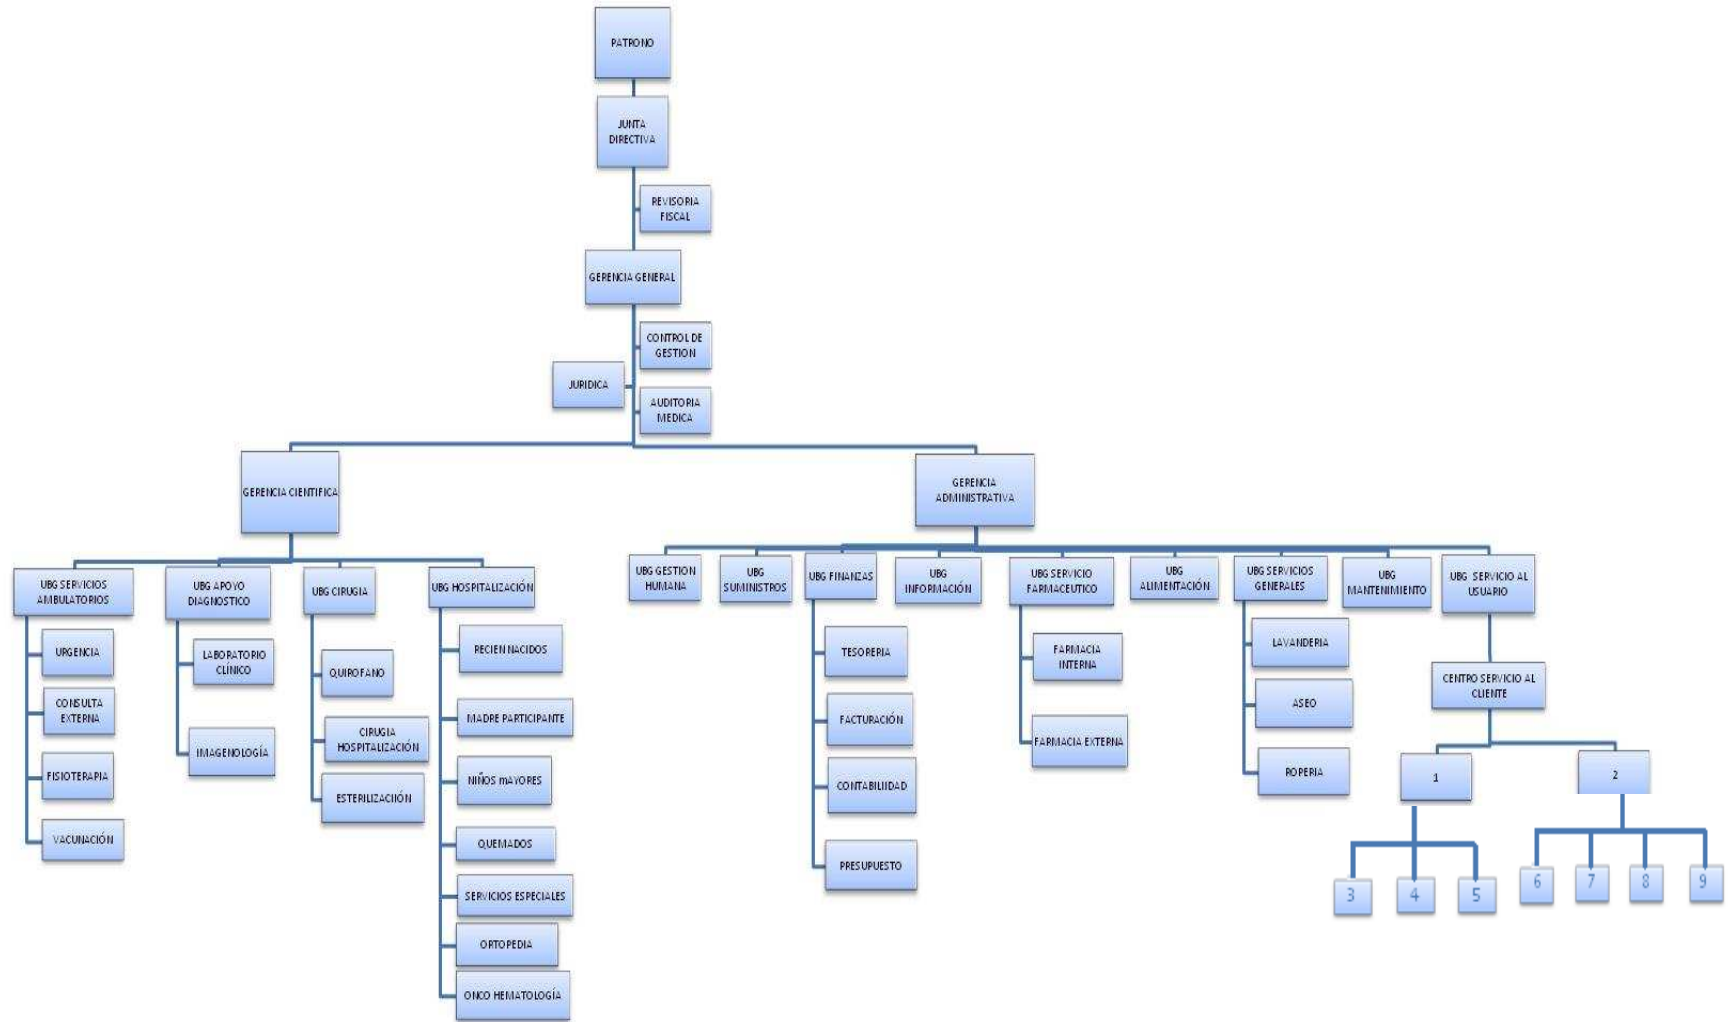 PATRONO
JUNTA
DIRECTIVA
REVISORIA
FISCAL
GERENCIA GENERAL
CONTROL DE
GESTION
JURIDICA
AUDITORIA
MEDICA
GERENCIA CIENTIFICA
GERENCIA
ADMINISTRATIVA
UBG SERVICIOS
AMBULATORIOS
URGENCIA
CONSULTA
EXTERNA
FISIOTERAPIA
VACUNACIÓN
UBG APOYO
DIAGNOSTICO
LABORATORIO
CLÍNICO
IMAGENOLOGÍA
UBG CIRUGIA
QUIROFANO
CIRUGIA
HOSPITALIZACIÓN
ESTERILIZACIIÓN
UBG HOSPITALIZACIÓN
RECIEN NACIDOS
MADRE PARTICIPANTE
NIÑOS mAYORES
QUEMADOS
SERVICIOS ESPECIALES
ORTOPEDIA
ONCO HEMATOLOGÍA
UBG GESTION
HUMANA
UBG
SUMINISTROS
UBG FINANZAS
TESORERIA
FACTURACIÓN
CONTABILIIDAD
PRESUPUESTO
UBG
INFORMACIÓN
UBG SERVICIO
FARMACEUTICO
FARMACIA
INTERNA
FARMACIA EXTERNA
UBG
ALIMENTACIÓN
UBG SERVICIOS
GENERALES
LAVANDERIA
ASEO
ROPERIA
UBG
MANTENIMIENTO
UBG SERVICIO AL
USUARIO
CENTRO SERVICIO AL
CLIENTE
1
2
3
4
5
6
7
8
9